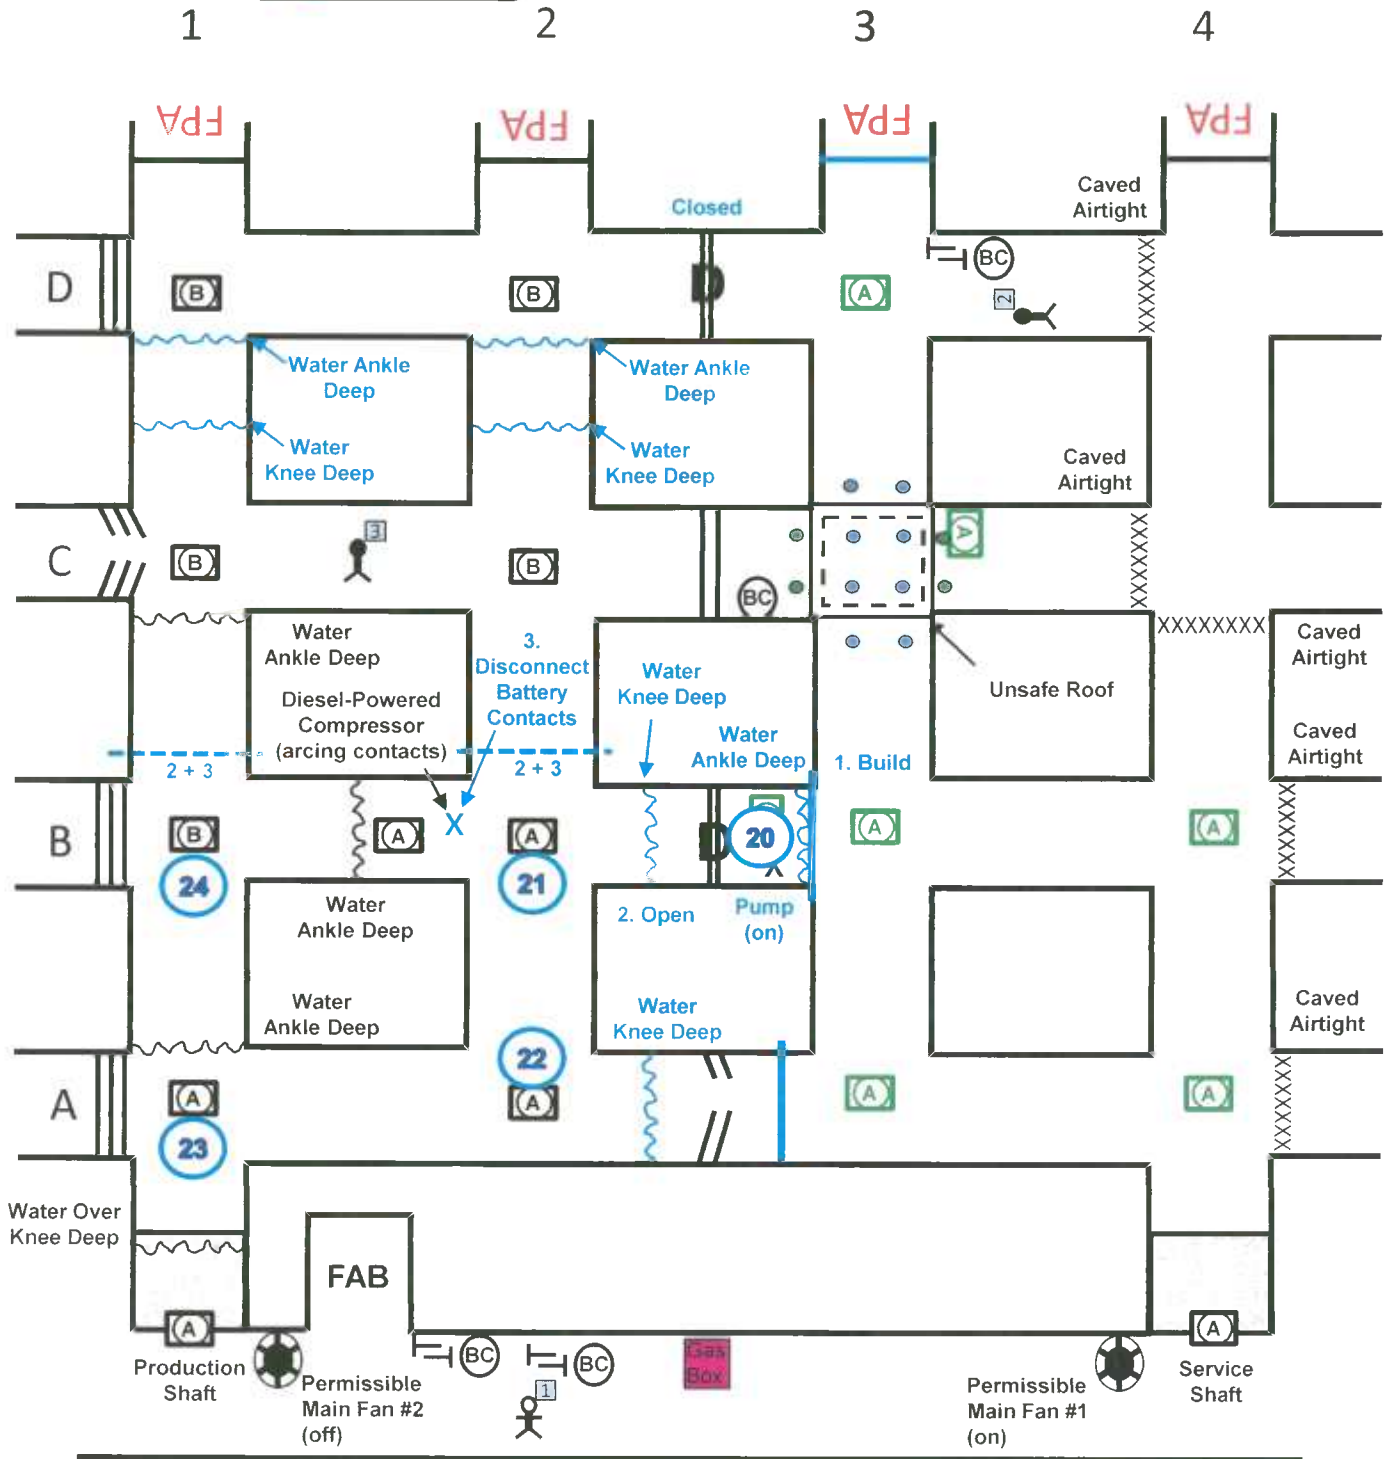 1
2
3
4
FPA
FPA
FPA
FPA
Caved
Airtight
Closed
BC
D
B
B
D
A
2
Water Ankle
Deep
Water Ankle
Deep
Water
Knee Deep
Water
Knee Deep
Caved
Airtight
3
A
C
B
B
BC
XXXXXXXX
Water
Ankle Deep
3.
Disconnect
Battery
Contacts
Water
Knee Deep
Caved
Airtight
Unsafe Roof
Diesel-Powered
Compressor
(arcing contacts)
Water
Ankle Deep
Caved
Airtight
2 + 3
2 + 3
1. Build
B
B
A
X
A
D
20
A
A
24
21
Water
Ankle Deep
2. Open
Pump
(on)
Water
Ankle Deep
Water
Knee Deep
Caved
Airtight
22
A
A
A
A
A
23
Water Over
Knee Deep
FAB
A
A
Production
Shaft
BC
BC
Gas
Box
Service
Shaft
Permissible
Main Fan #2
(off)
1
Permissible
Main Fan #1
(on)